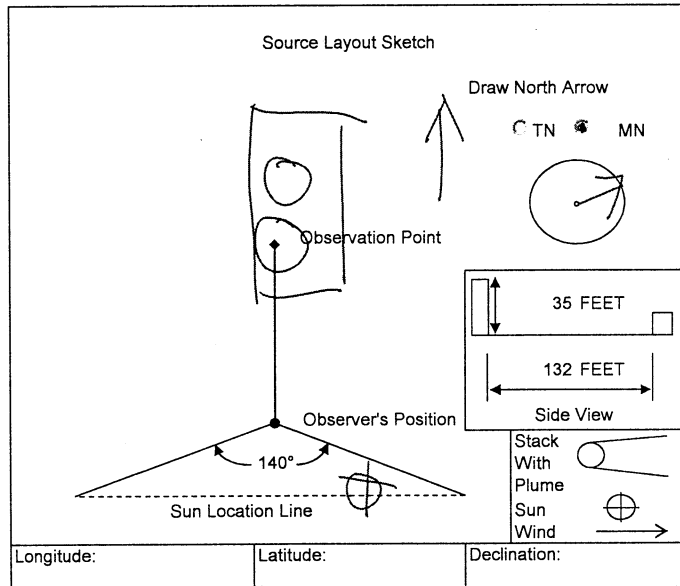 Source Layout Sketch
Draw North Arrow
TN MN
Observation Point
35 FEET
132 FEET
Side View
Observer's Position
140°
Sun Location Line
Stack
With
Plume
Sun
Wind
Longitude: Latitude: Declination: